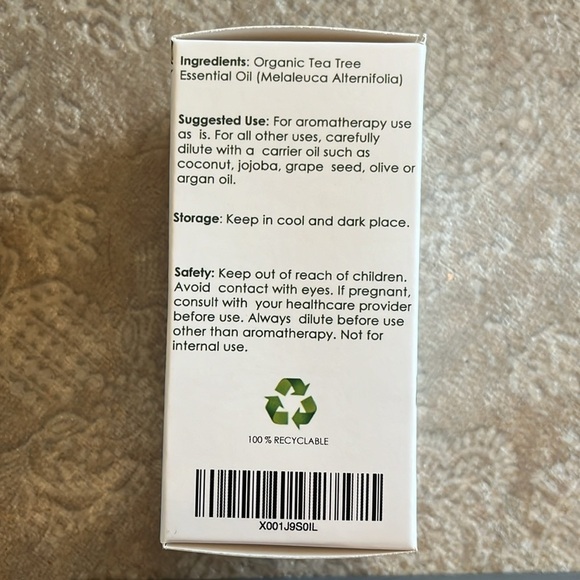 Ingredients: Organic Tea Tree
Essential Oil (Melaleuca Alternifolia)
Suggested Use: For aromatherapy use
as is. For all other uses, carefully
dilute with a carrier oil such as
coconut, jojoba, grape seed, olive or
argan oil.
Storage: Keep in cool and dark place.
Safety: Keep out of reach of children.
Avoid contact with eyes. If pregnant,
consult with your healthcare provider
before use. Always dilute before use
other than aromatherapy. Not for
internal use.
100 % RECYCLABLE
X001J9S0IL